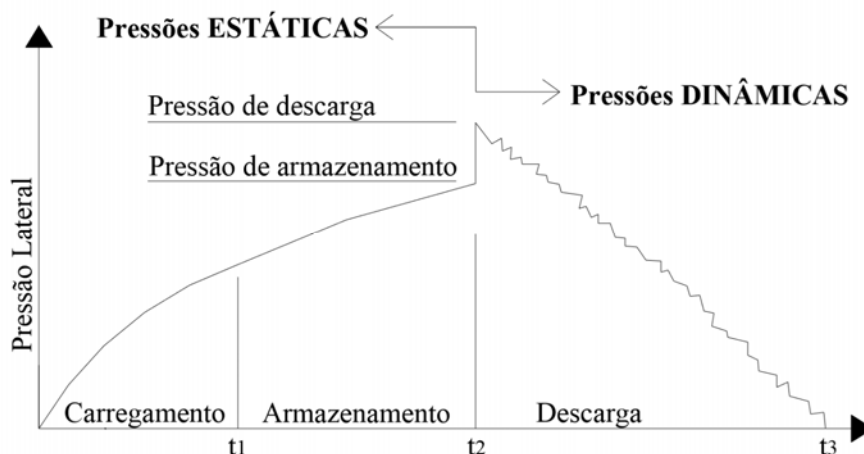 Pressões ESTÁTICAS
Pressões DINÂMICAS
Pressão de descarga
Pressão de armazenamento
Pressão Lateral
Carregamento
Armazenamento
Descarga
t1
t2
t3